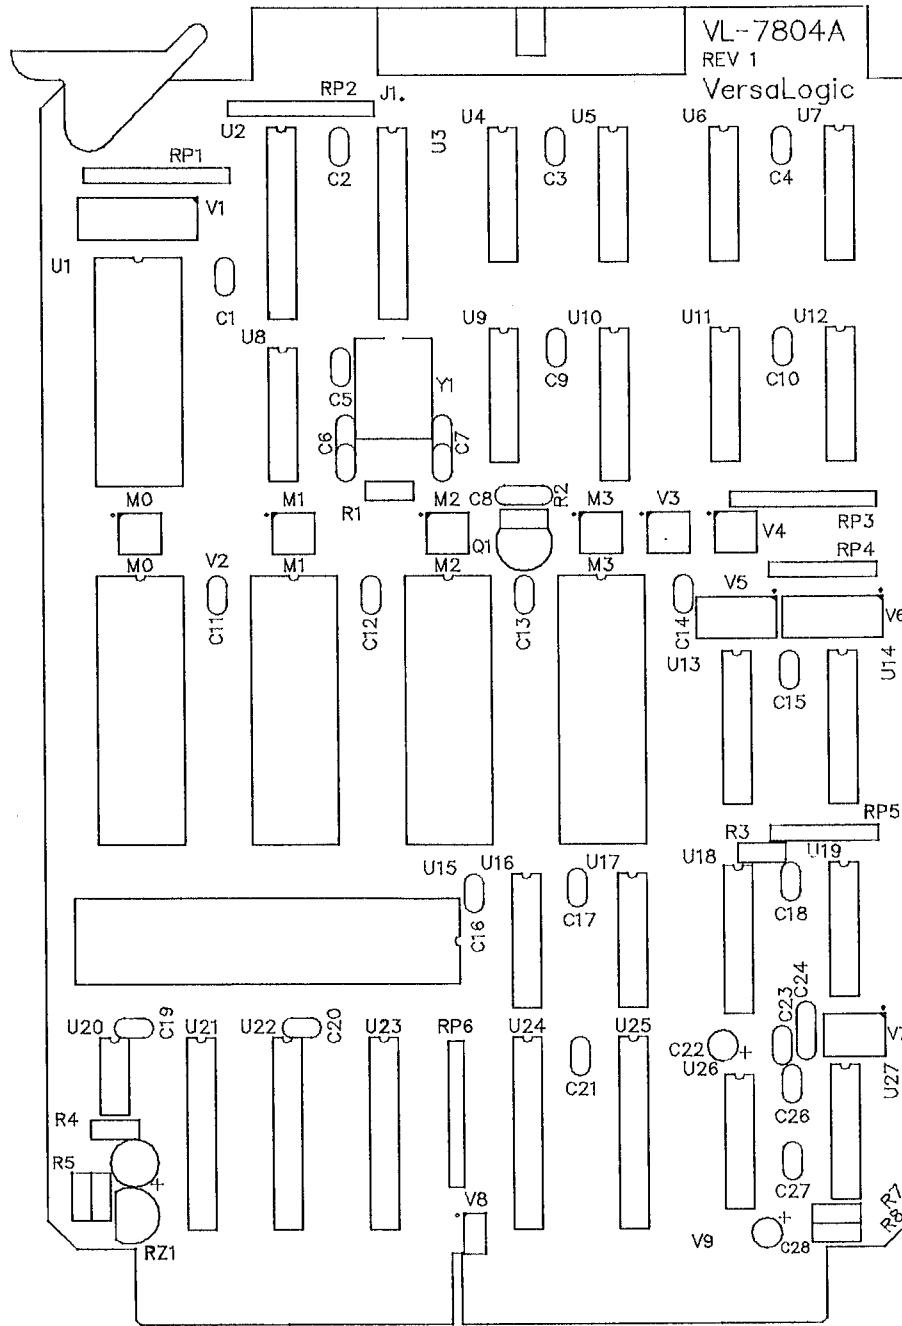 VL-7804A
REV 1
VersaLogic
RP2
J1
U2
U3
U4
U5
U6
U7
C2
C3
C4
RP1
V1
U1
C1
U8
U9
U10
U11
U12
C5
Y1
C9
C10
C6
C7
R1
C8
R2
M0
M1
M2
M3
V3
V4
RP3
Q1
RP4
M0
V2
M1
M2
M3
V5
V6
C11
C12
C13
C14
U13
U14
C15
RP5
R3
U15
U16
U17
U18
U19
C16
C17
C18
C24
C23
U20
C19
U21
U22
C20
U23
RP6
U24
U25
C22
+
V7
U26
U27
C21
C26
R4
R5
+
C27
V8
R7
R8
+
RZ1
V9
C28